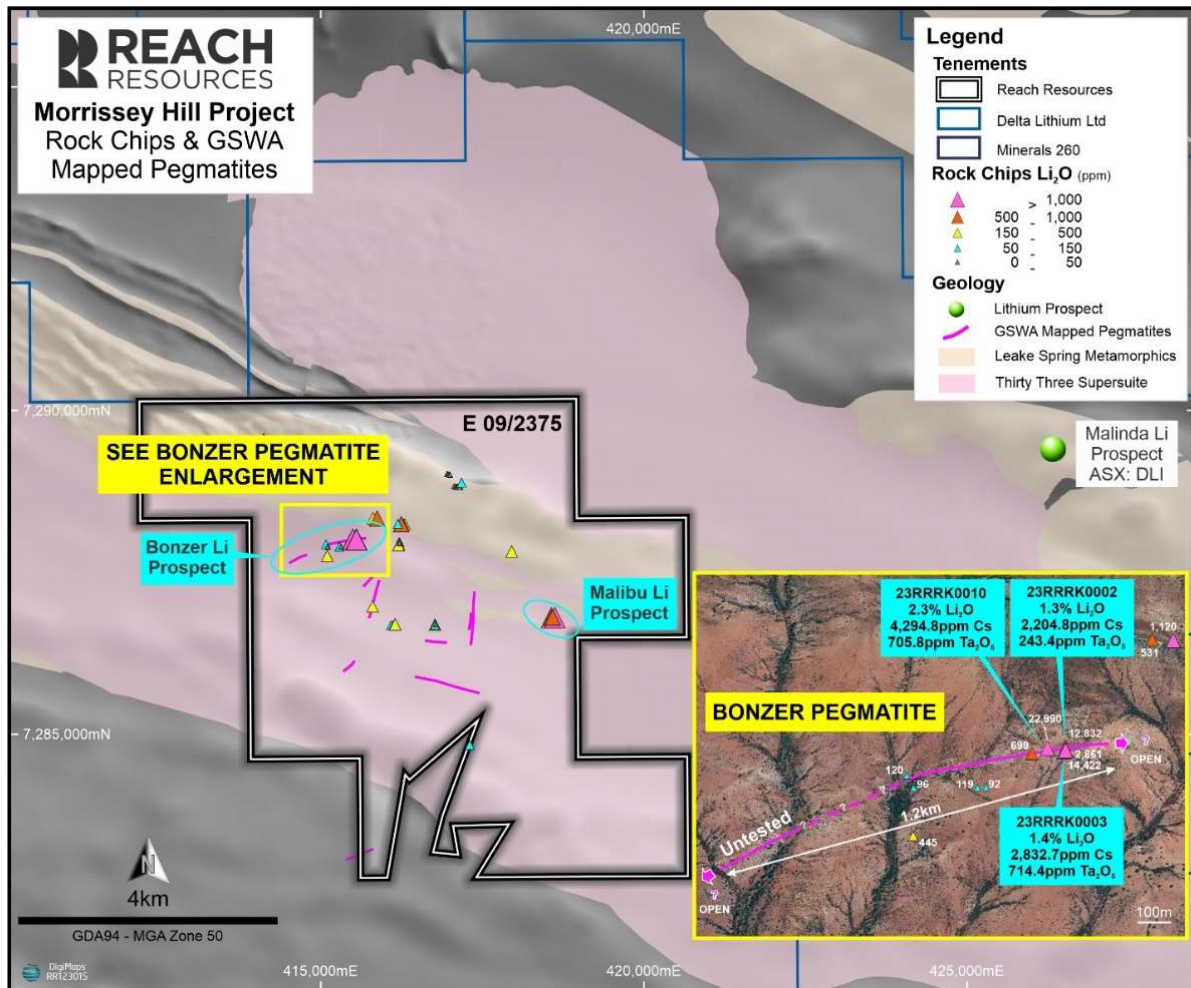 REACH
RESOURCES
Morrissey Hill Project
Rock Chips & GSWA
Mapped Pegmatites
420,000mE
Legend
Tenements
Reach Resources
Delta Lithium Ltd
Minerals 260
Rock Chips Li₂O (ppm)
> 1,000
500 - 1,000
150 - 500
50 - 150
0 - 50
Geology
Lithium Prospect
GSWA Mapped Pegmatites
Leake Spring Metamorphics
Thirty Three Supersuite
7,290,000mN
E 09/2375
SEE BONZER PEGMATITE
ENLARGEMENT
Malinda Li
Prospect
ASX: DLI
Bonzer Li
Prospect
Malibu Li
Prospect
7,285,000mN
23RRRK0010
2.3% Li₂O
4,294.8ppm Cs
705.8ppm Ta₂O₅
23RRRK0002
1.3% Li₂O
2,204.8ppm Cs
243.4ppm Ta₂O₅
1,120
531
BONZER PEGMATITE
22,990
12,832
699
2,861
14,422
OPEN
?
120
96
119
92
? ? ? ?
1.2km
Untested
445
23RRRK0003
1.4% Li₂O
2,832.7ppm Cs
714.4ppm Ta₂O₅
?
OPEN
100m
N
4km
GDA94 - MGA Zone 50
DigiMaps
RR123015
415,000mE
420,000mE
425,000mE